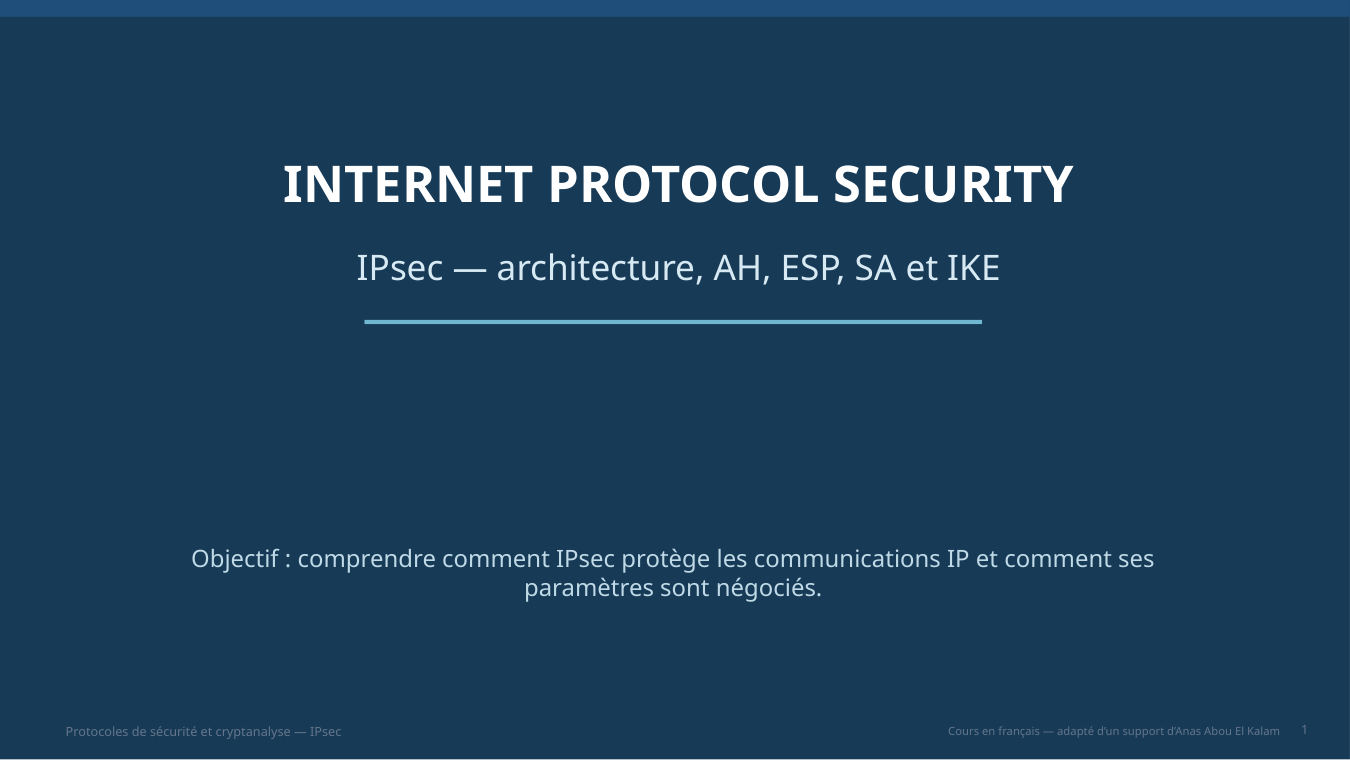 INTERNET PROTOCOL SECURITY
IPsec — architecture, AH, ESP, SA et IKE
Objectif : comprendre comment IPsec protège les communications IP et comment ses
paramètres sont négociés.
Protocoles de sécurité et cryptanalyse — IPsec
Cours en français — adapté d’un support d’Anas Abou El Kalam
1